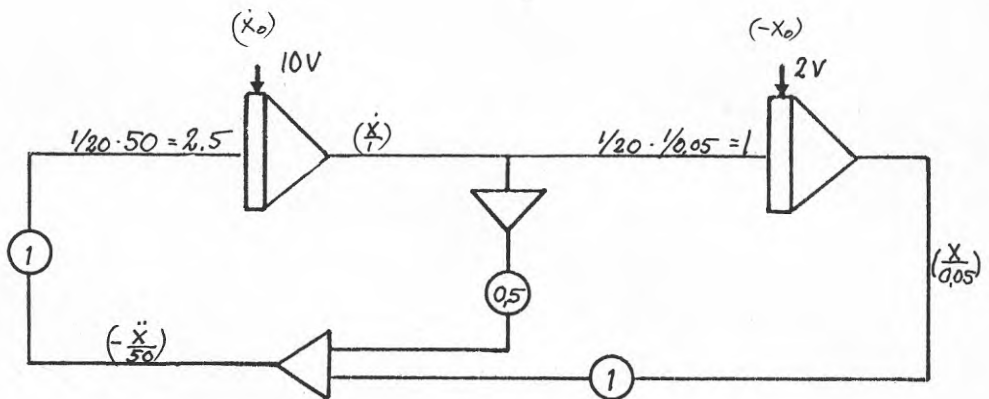 (ẋ₀)
10V
(-x₀)
2V
1/20·50 = 2.5
(ẋ/1)
1/20·1/0,05 = 1
1
0,5
(x/0,05)
(-ẍ/50)
1